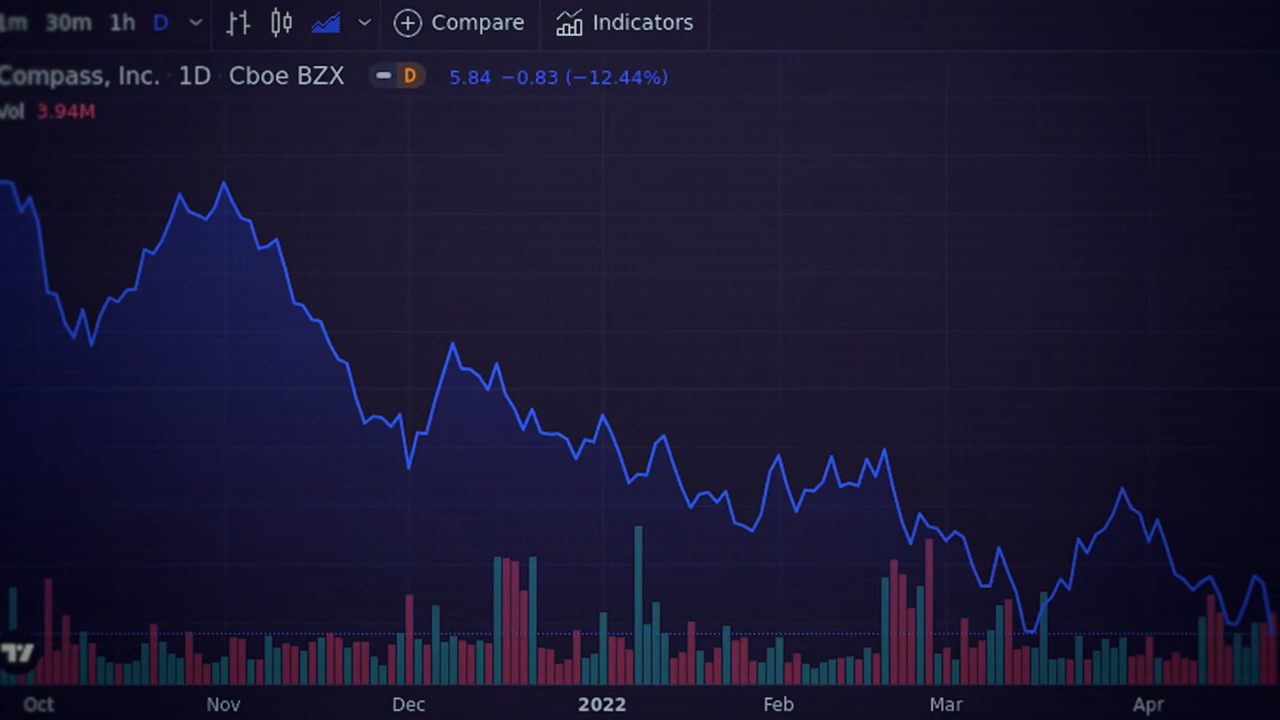 1m 30m 1h D Compare Indicators
Compass, Inc. · 1D · Cboe BZX D 5.84 −0.83 (−12.44%)
Vol 3.94M
Oct Nov Dec 2022 Feb Mar Apr